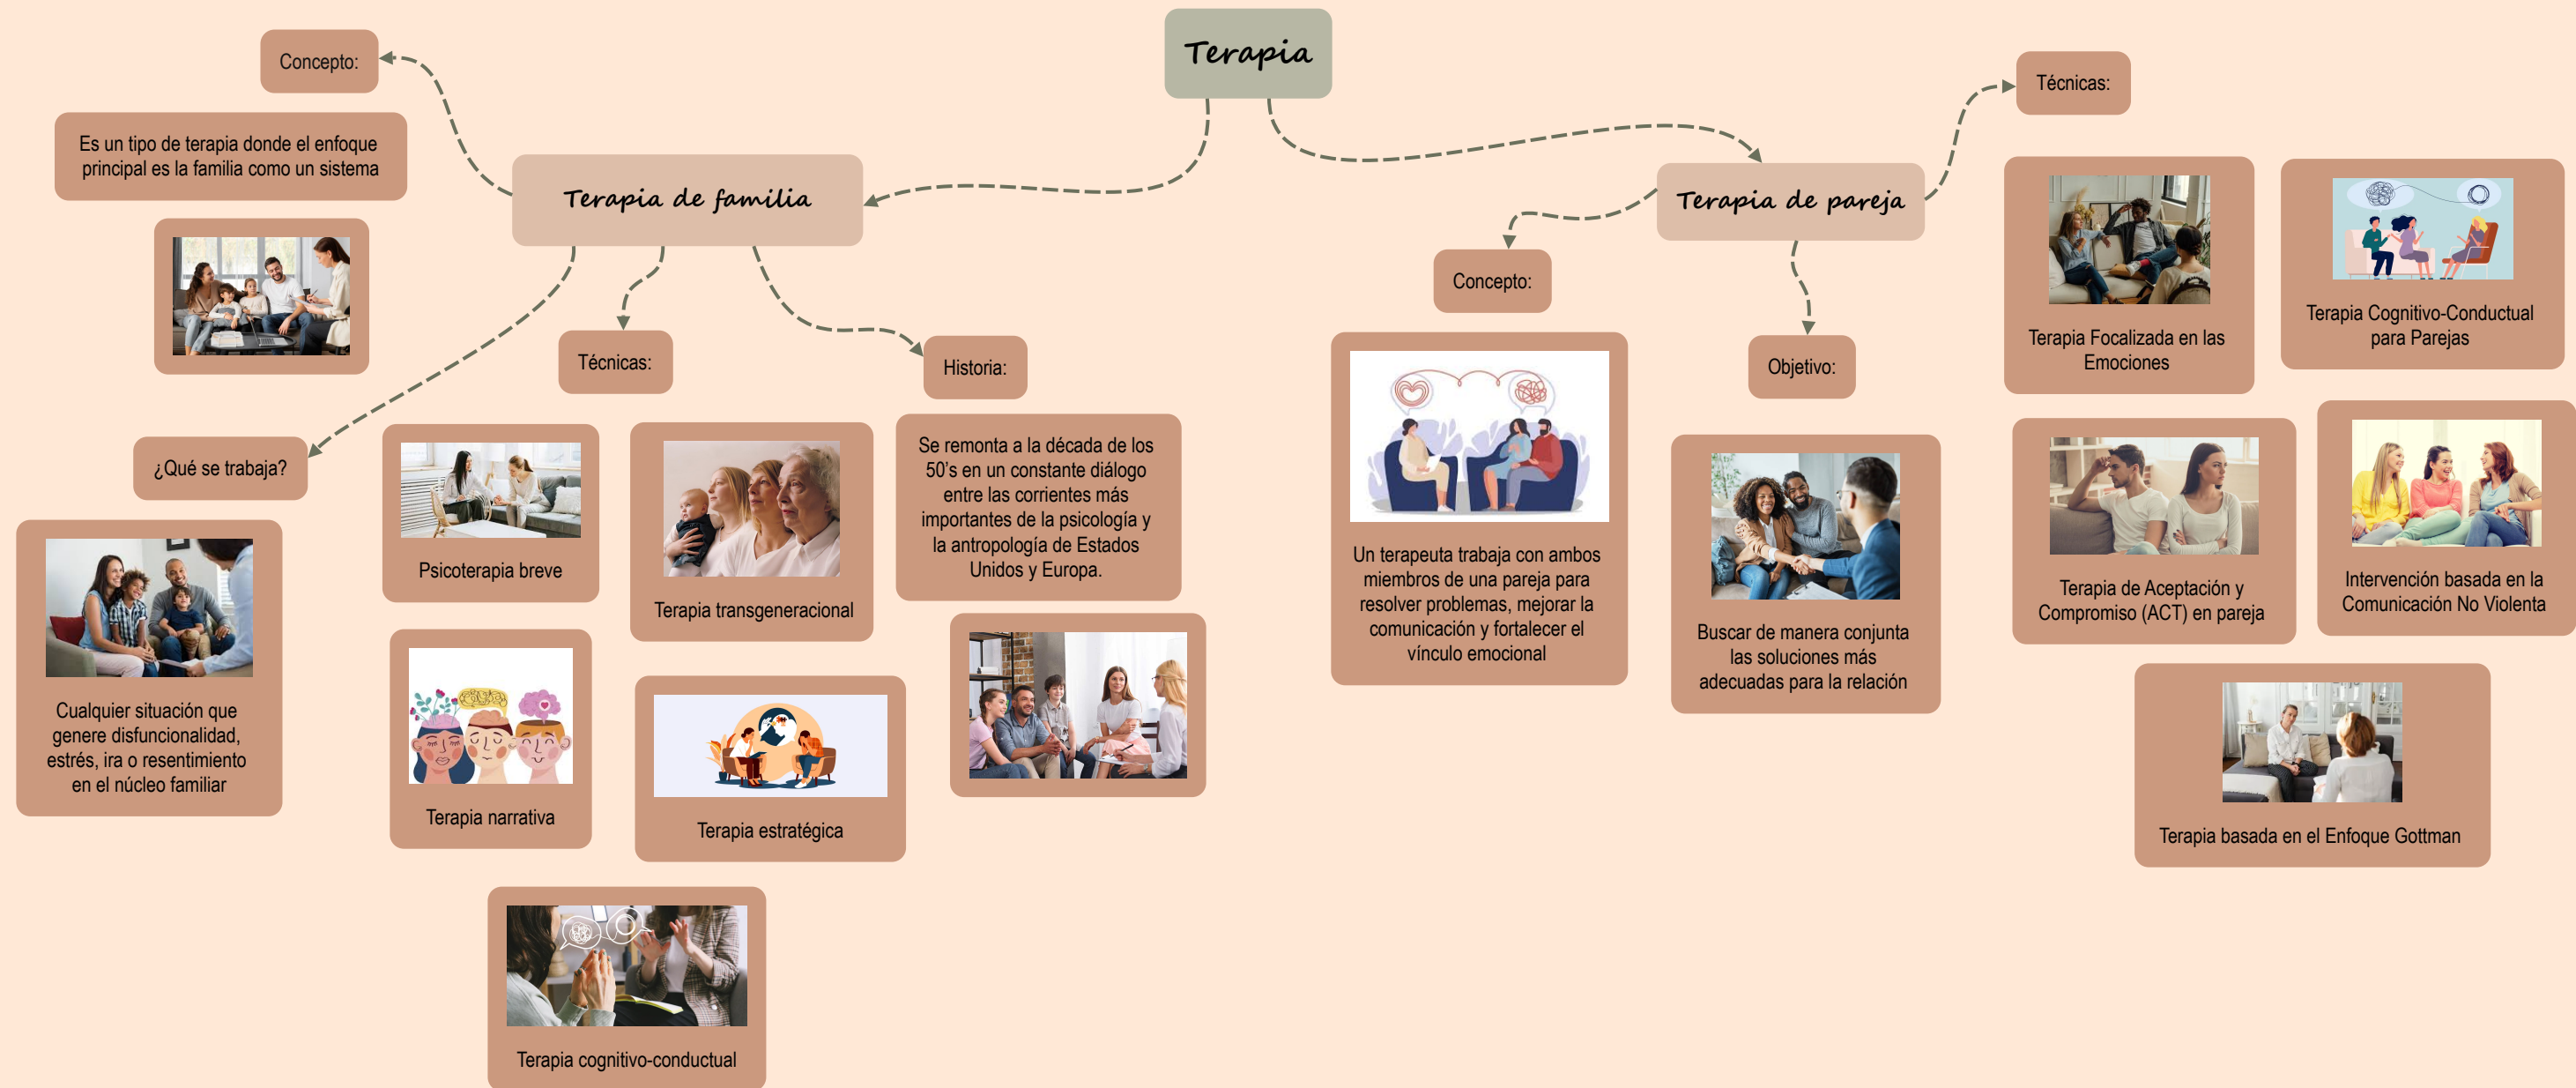 Terapia
Terapia de familia
Concepto:
Es un tipo de terapia donde el enfoque
principal es la familia como un sistema
¿Qué se trabaja?
Cualquier situación que
genere disfuncionalidad,
estrés, ira o resentimiento
en el núcleo familiar
Técnicas:
Psicoterapia breve
Terapia transgeneracional
Terapia narrativa
Terapia estratégica
Terapia cognitivo-conductual
Historia:
Se remonta a la década de los
50's en un constante diálogo
entre las corrientes más
importantes de la psicología y
la antropología de Estados
Unidos y Europa.
Terapia de pareja
Concepto:
Un terapeuta trabaja con ambos
miembros de una pareja para
resolver problemas, mejorar la
comunicación y fortalecer el
vínculo emocional
Objetivo:
Buscar de manera conjunta
las soluciones más
adecuadas para la relación
Técnicas:
Terapia Focalizada en las
Emociones
Terapia Cognitivo-Conductual
para Parejas
Terapia de Aceptación y
Compromiso (ACT) en pareja
Intervención basada en la
Comunicación No Violenta
Terapia basada en el Enfoque Gottman